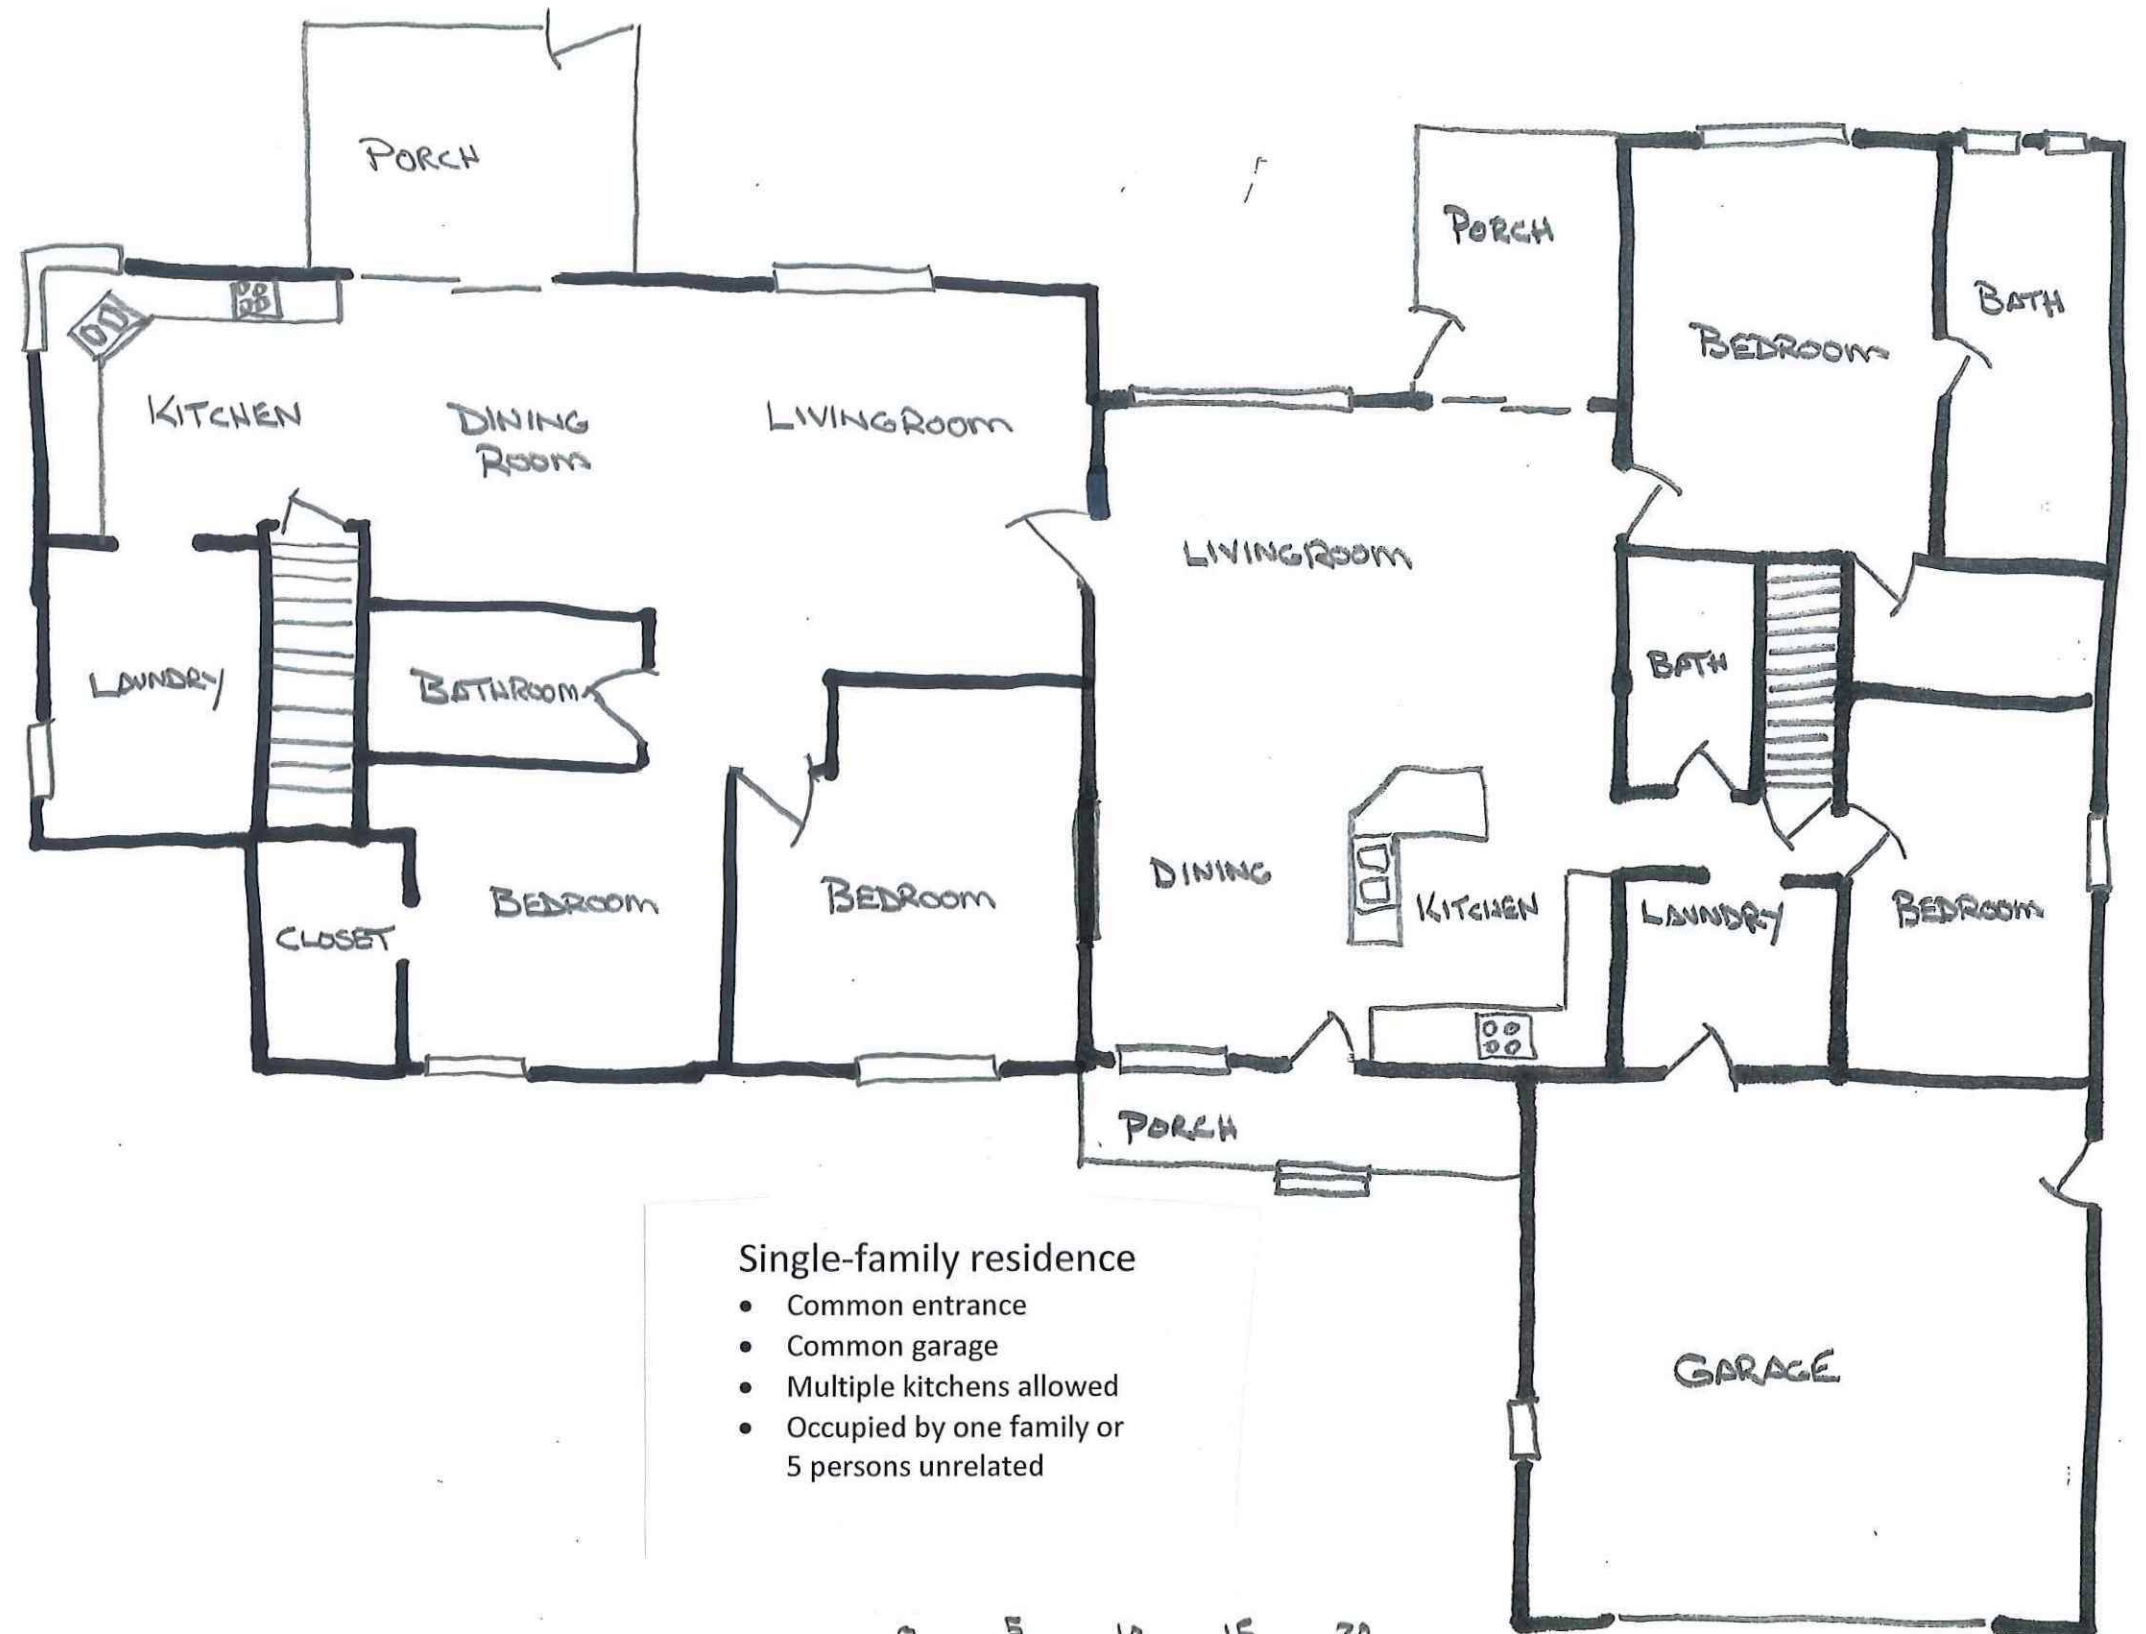 PORCH
PORCH
BEDROOM
BATH
KITCHEN
DINING
ROOM
LIVINGROOM
LIVINGROOM
LAUNDRY
BATHROOM
BATH
CLOSET
BEDROOM
BEDROOM
DINING
KITCHEN
LAUNDRY
BEDROOM
PORCH
Single-family residence
• Common entrance
• Common garage
• Multiple kitchens allowed
• Occupied by one family or
5 persons unrelated
GARAGE